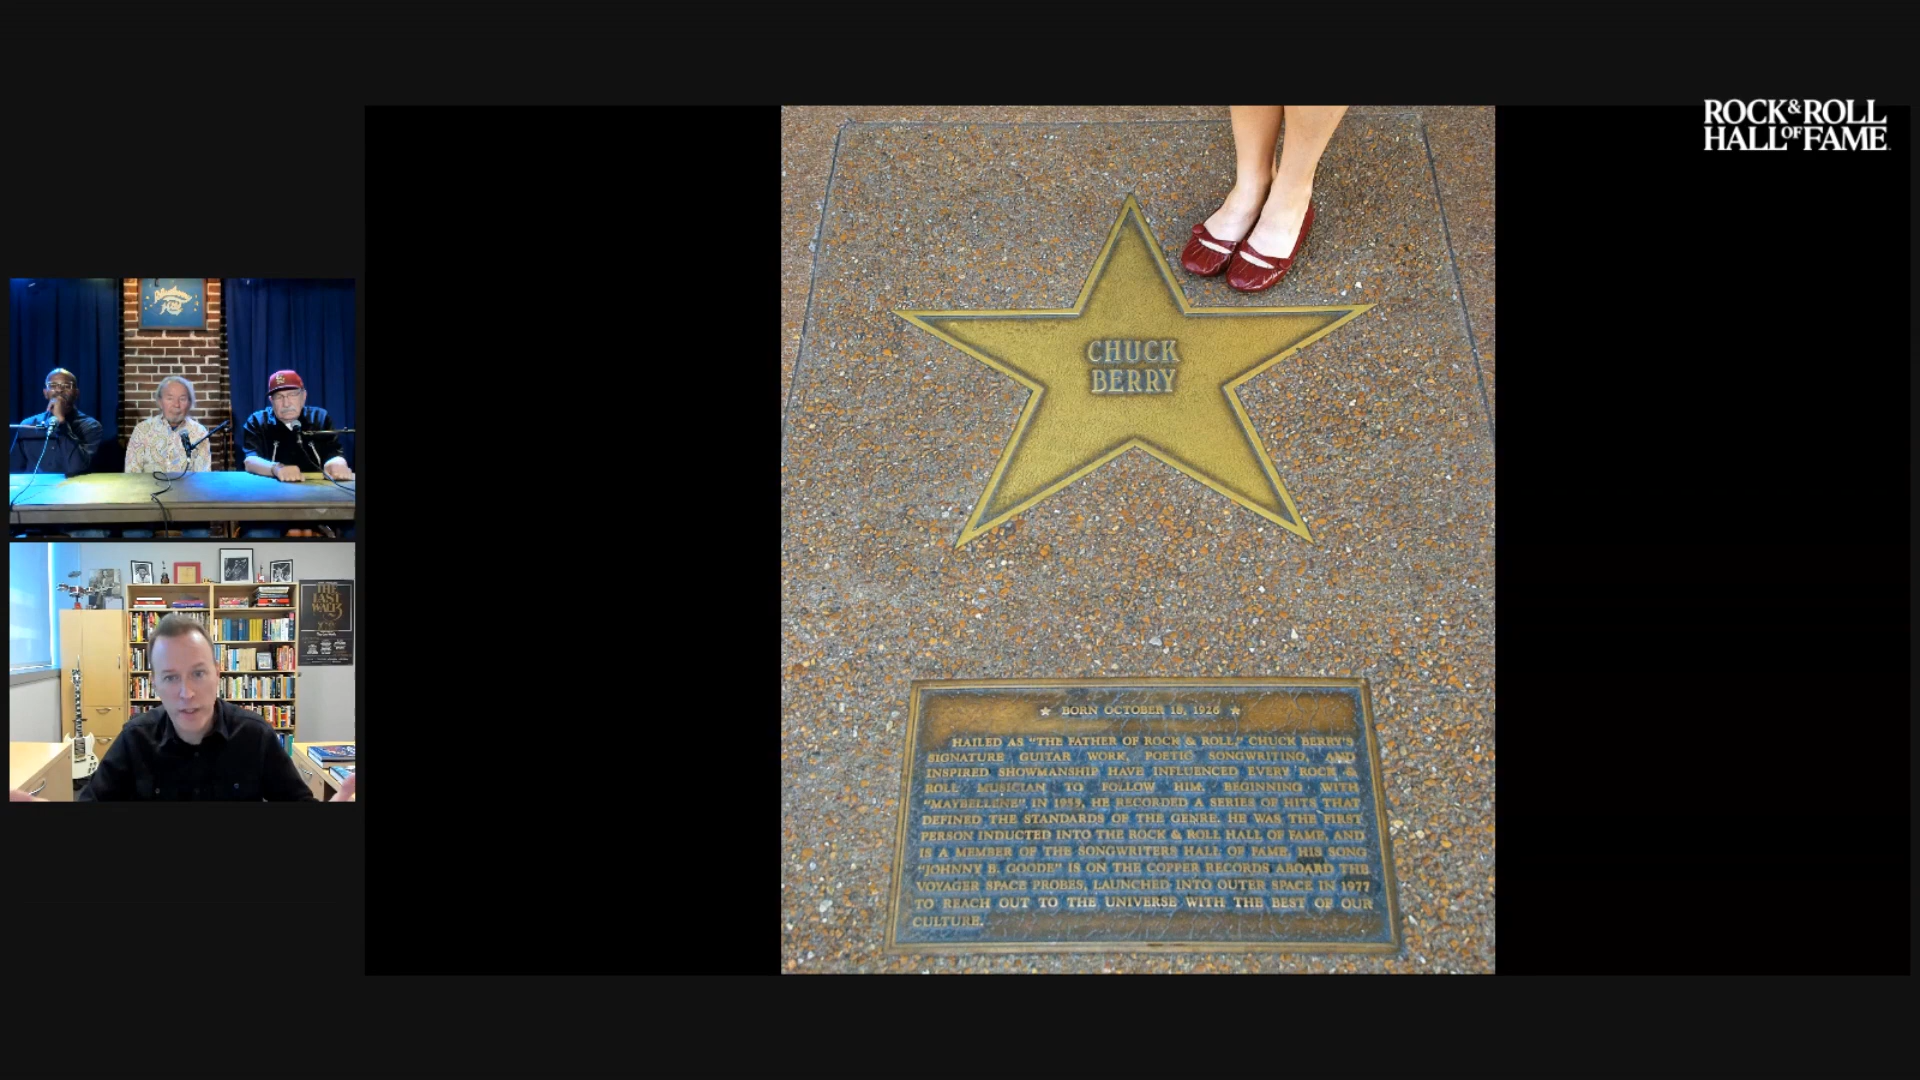 ROCK&ROLL
HALL OF FAME
Blueberry
Hill
THE
LAST
WALTZ
CHUCK
BERRY
★ BORN OCTOBER 18, 1926 ★
HAILED AS "THE FATHER OF ROCK & ROLL," CHUCK BERRY'S
SIGNATURE GUITAR WORK, POETIC SONGWRITING, AND
INSPIRED SHOWMANSHIP HAVE INFLUENCED EVERY ROCK &
ROLL MUSICIAN TO FOLLOW HIM. BEGINNING WITH
"MAYBELLENE" IN 1955, HE RECORDED A SERIES OF HITS THAT
DEFINED THE STANDARDS OF THE GENRE. HE WAS THE FIRST
PERSON INDUCTED INTO THE ROCK & ROLL HALL OF FAME, AND
IS A MEMBER OF THE SONGWRITERS HALL OF FAME. HIS SONG
"JOHNNY B. GOODE" IS ON THE COPPER RECORDS ABOARD THE
VOYAGER SPACE PROBES, LAUNCHED INTO OUTER SPACE IN 1977
TO REACH OUT TO THE UNIVERSE WITH THE BEST OF OUR
CULTURE.